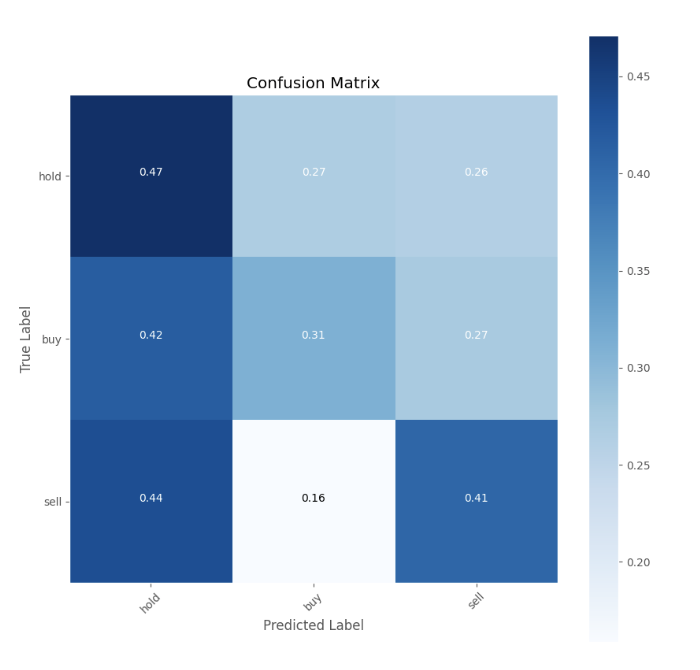 Confusion Matrix
0.45
0.40
0.35
0.30
0.25
0.20
True Label
hold
0.47 0.27 0.26
buy
0.42 0.31 0.27
sell
0.44 0.16 0.41
hold buy sell
Predicted Label